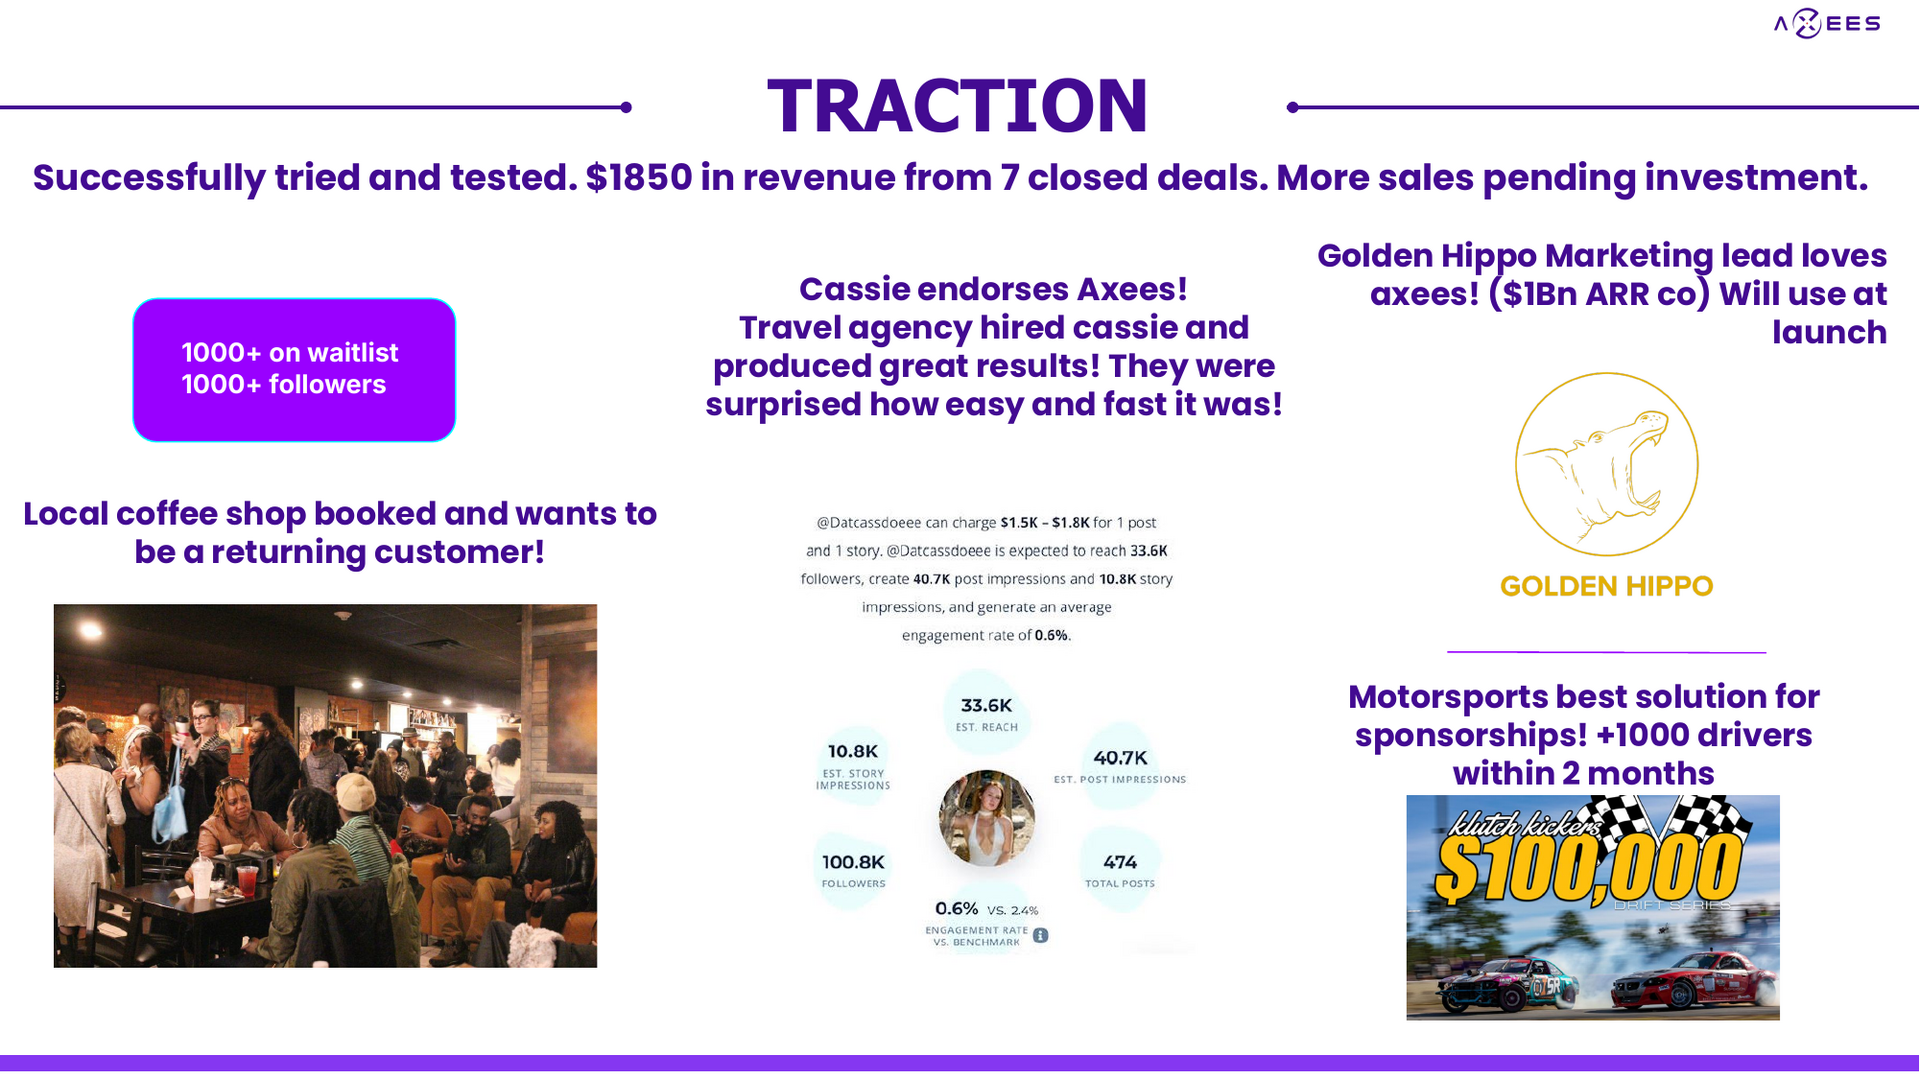 AXEES
TRACTION
Successfully tried and tested. $1850 in revenue from 7 closed deals. More sales pending investment.
1000+ on waitlist
1000+ followers
Local coffee shop booked and wants to
be a returning customer!
Cassie endorses Axees!
Travel agency hired cassie and
produced great results! They were
surprised how easy and fast it was!
@Datcassdoeee can charge $1.5K – $1.8K for 1 post
and 1 story. @Datcassdoeee is expected to reach 33.6K
followers, create 40.7K post impressions and 10.8K story
impressions, and generate an average
engagement rate of 0.6%.
33.6K
EST. REACH
10.8K
EST. STORY
IMPRESSIONS
40.7K
EST. POST IMPRESSIONS
100.8K
FOLLOWERS
474
TOTAL POSTS
0.6% VS. 2.4%
ENGAGEMENT RATE
VS. BENCHMARK
Golden Hippo Marketing lead loves
axees! ($1Bn ARR co) Will use at
launch
GOLDEN HIPPO
Motorsports best solution for
sponsorships! +1000 drivers
within 2 months
klutch kickers
$100,000
DRIFT SERIES